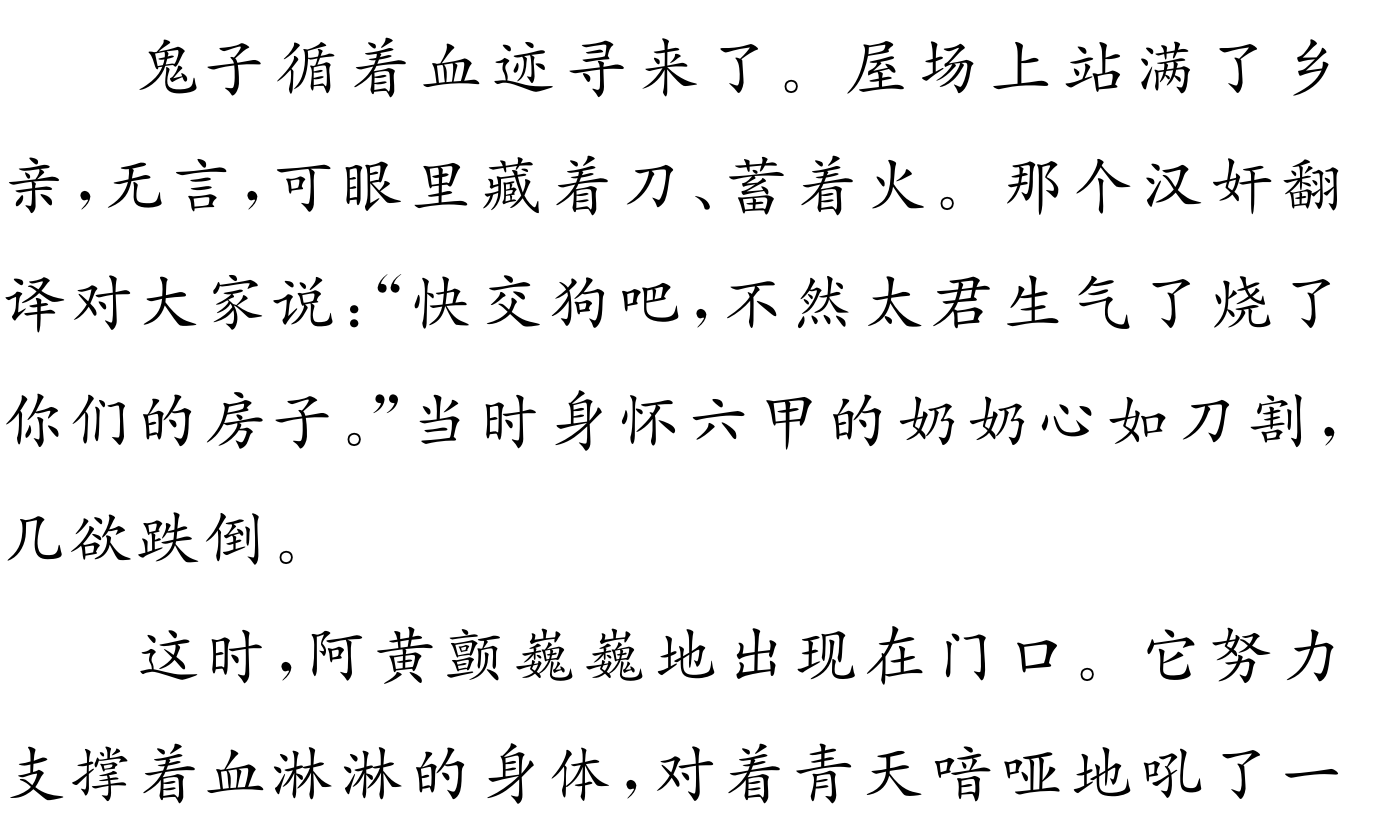 鬼子循着血迹寻来了。屋场上站满了乡
亲，无言，可眼里藏着刀、蓄着火。那个汉奸翻
译对大家说：“快交狗吧，不然太君生气了烧了
你们的房子。”当时身怀六甲的奶奶心如刀割，
几欲跌倒。
这时，阿黄颤巍巍地出现在门口。它努力
支撑着血淋淋的身体，对着青天喑哑地吼了一